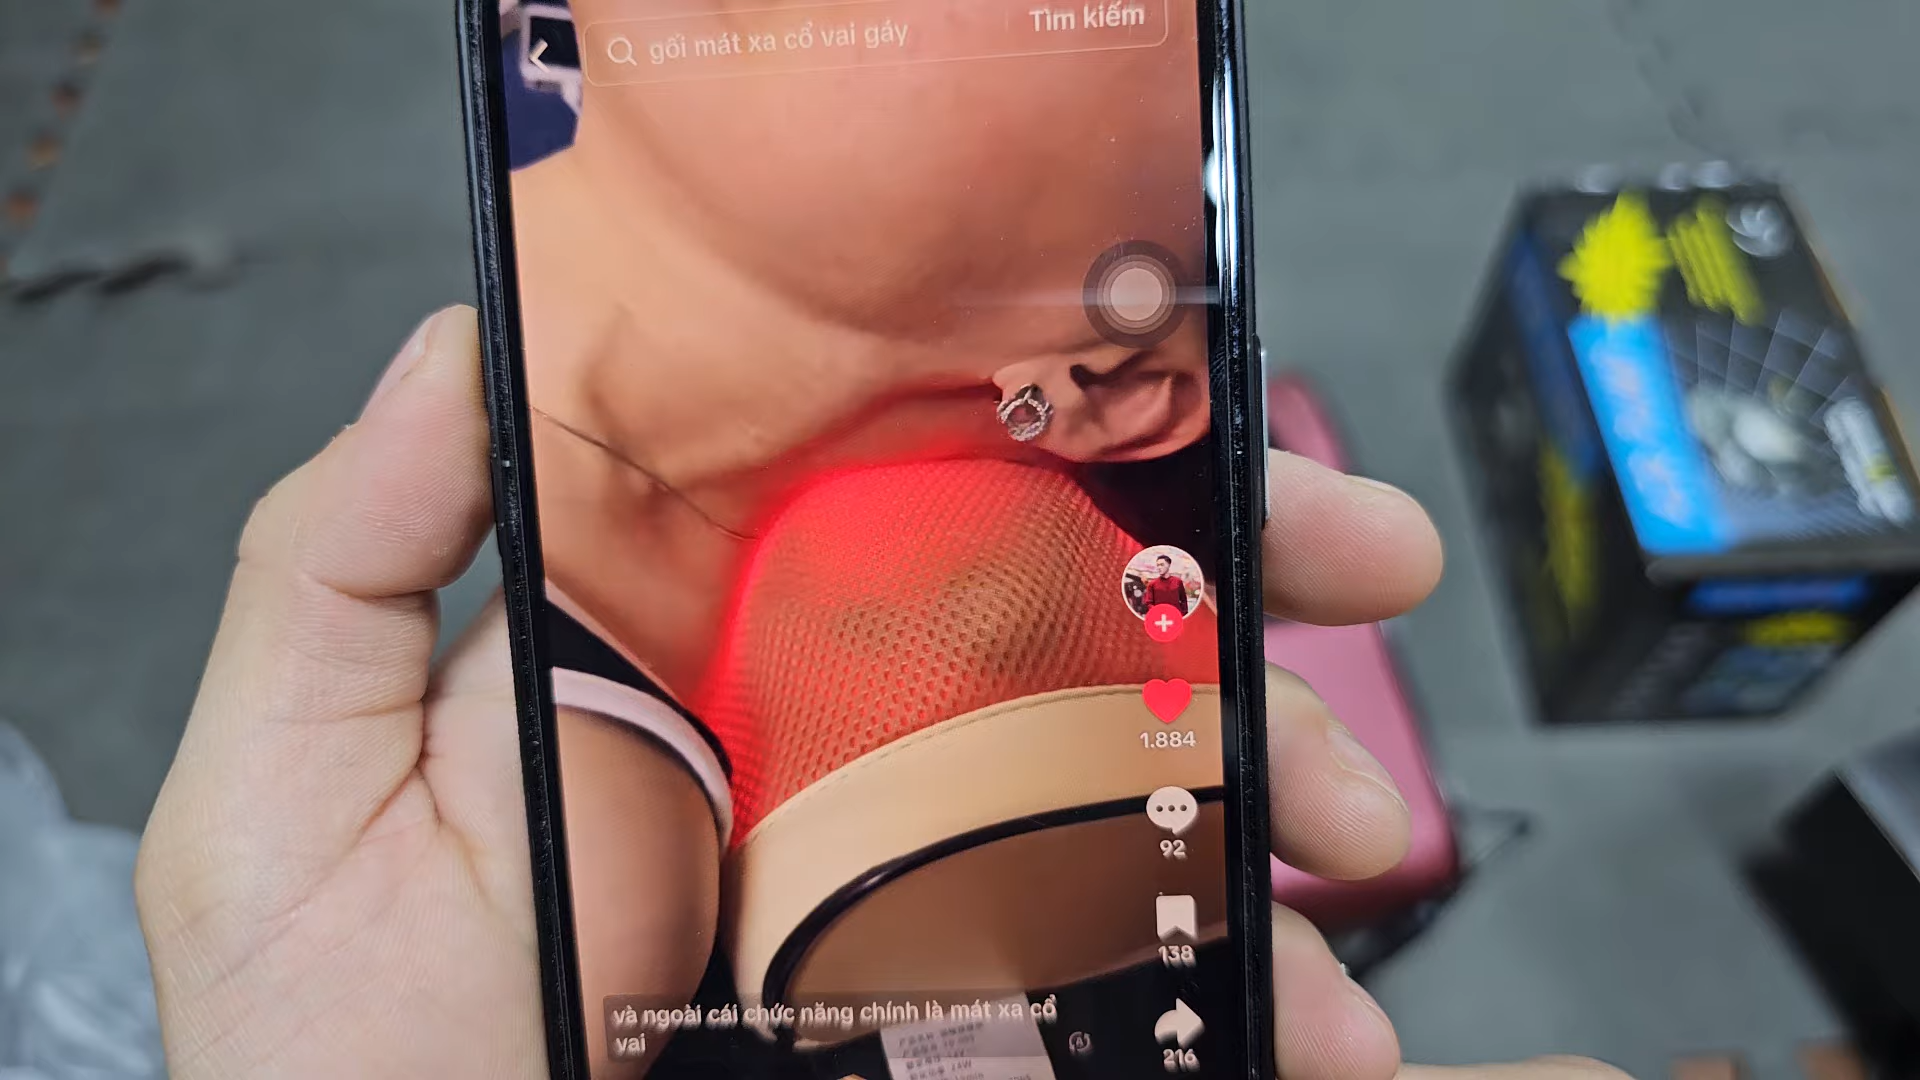 gối mát xa cổ vai gáy
Tìm kiếm
1.884
92
138
và ngoài cái chức năng chính là mát xa cổ
vai
216